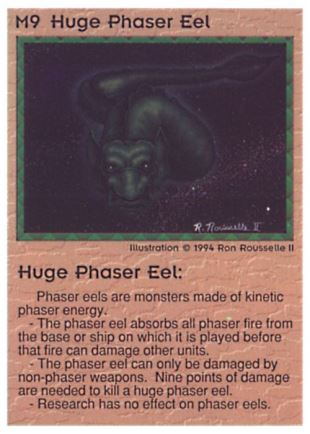 M9 Huge Phaser Eel
R. Rousselle II
Illustration © 1994 Ron Rousselle II
Huge Phaser Eel:
Phaser eels are monsters made of kinetic
phaser energy.
- The phaser eel absorbs all phaser fire from
the base or ship on which it is played before
that fire can damage other units.
- The phaser eel can only be damaged by
non-phaser weapons. Nine points of damage
are needed to kill a huge phaser eel.
- Research has no effect on phaser eels.